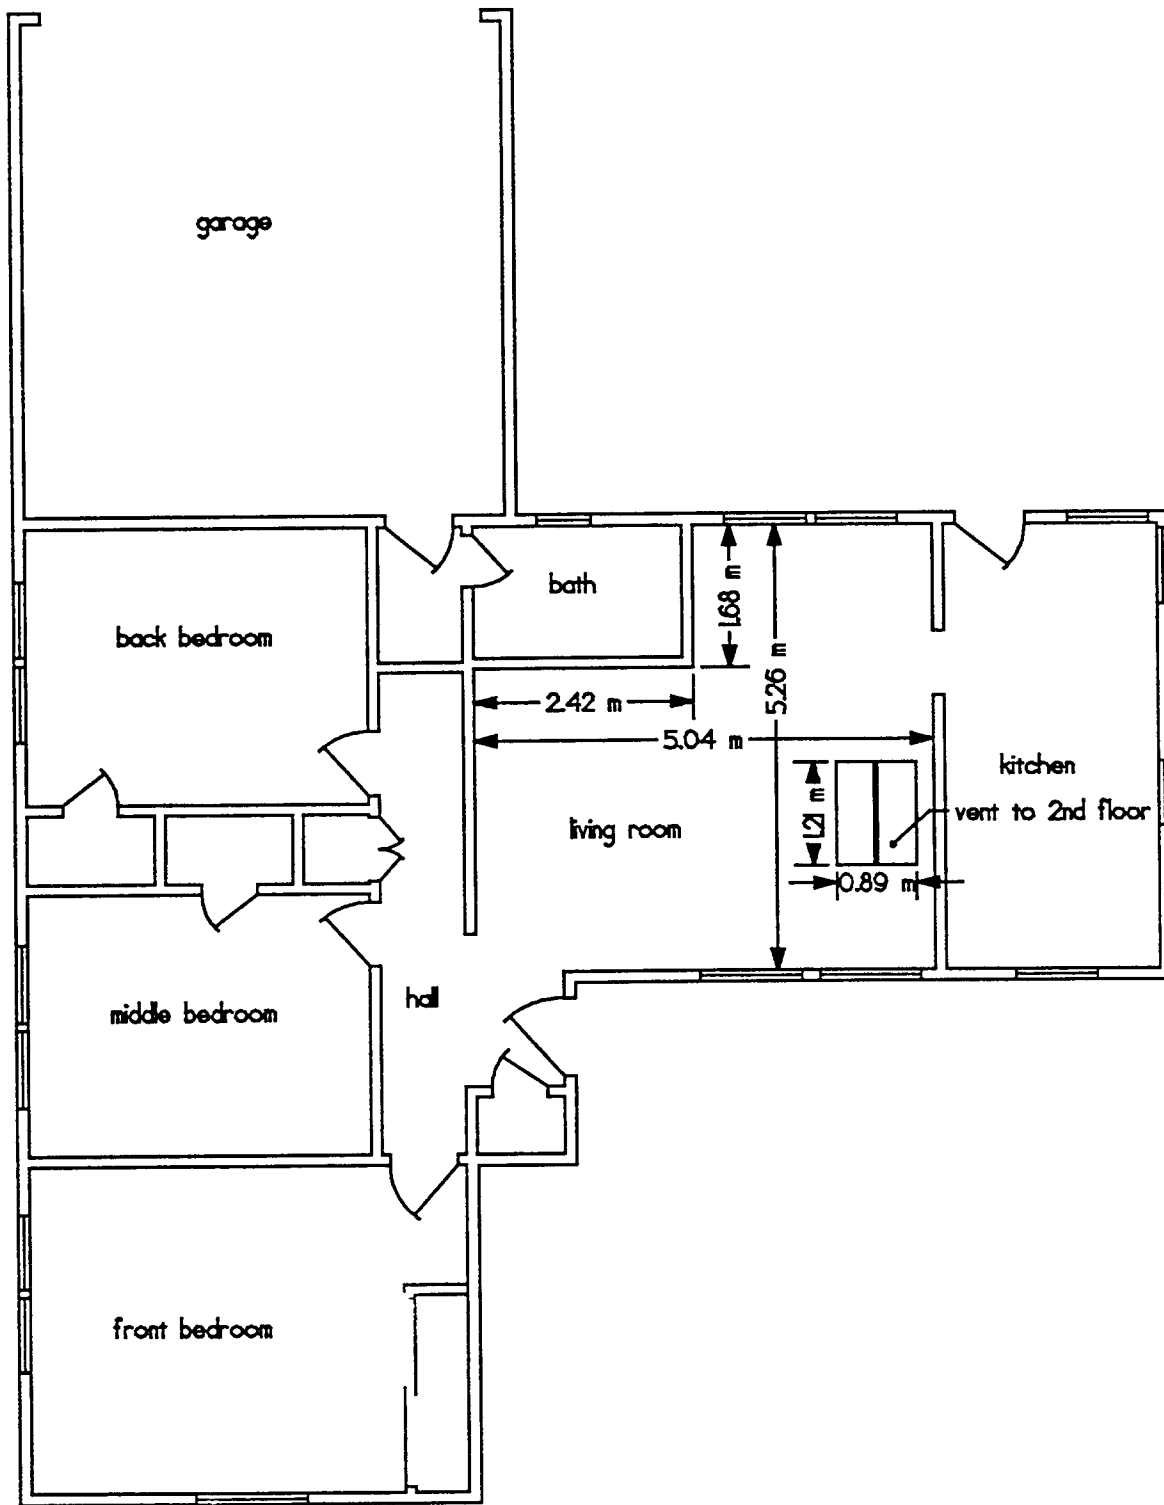 garage
bath
back bedroom
1.68 m
5.26 m
2.42 m
5.04 m
kitchen
living room
1.21 m
vent to 2nd floor
0.89 m
hall
middle bedroom
front bedroom